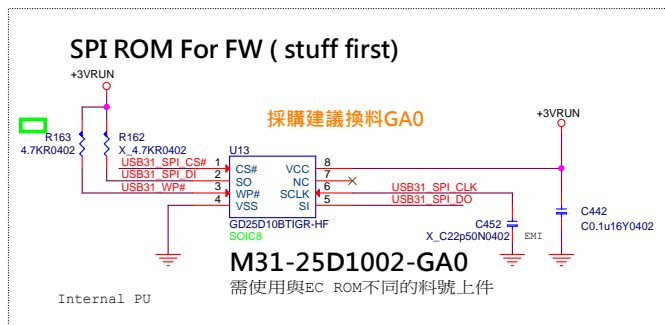 SPI ROM For FW ( stuff first)
+3VRUN
採購建議換料GA0
+3VRUN
R163
4.7KR0402
R162
X_4.7KR0402
U13
USB31_SPI_CS#
1
CS#
VCC
8
USB31_SPI_DI
2
SO
NC
7
USB31_WP#
3
WP#
SCLK
6
USB31_SPI_CLK
4
VSS
SI
5
USB31_SPI_DO
GD25D10BTIGR-HF
SOIC8
C452
X_C22p50N0402
EMI
C442
C0.1u16Y0402
M31-25D1002-GA0
需使用與EC ROM不同的料號上件
Internal PU